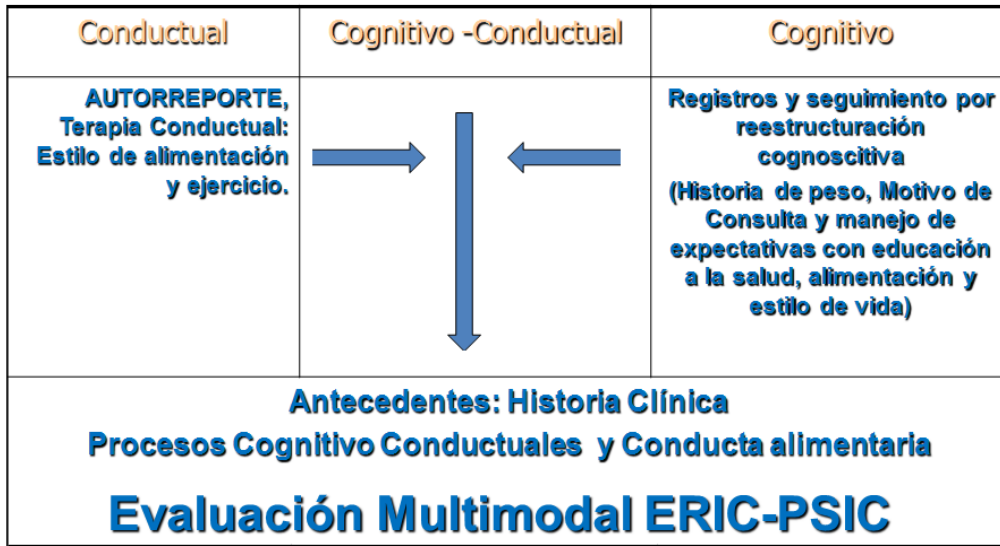 Conductual
Cognitivo -Conductual
Cognitivo
AUTORREPORTE,
Terapia Conductual:
Estilo de alimentación
y ejercicio.
Registros y seguimiento por
reestructuración
cognoscitiva
(Historia de peso, Motivo de
Consulta y manejo de
expectativas con educación
a la salud, alimentación y
estilo de vida)
Antecedentes: Historia Clínica
Procesos Cognitivo Conductuales y Conducta alimentaria
Evaluación Multimodal ERIC-PSIC